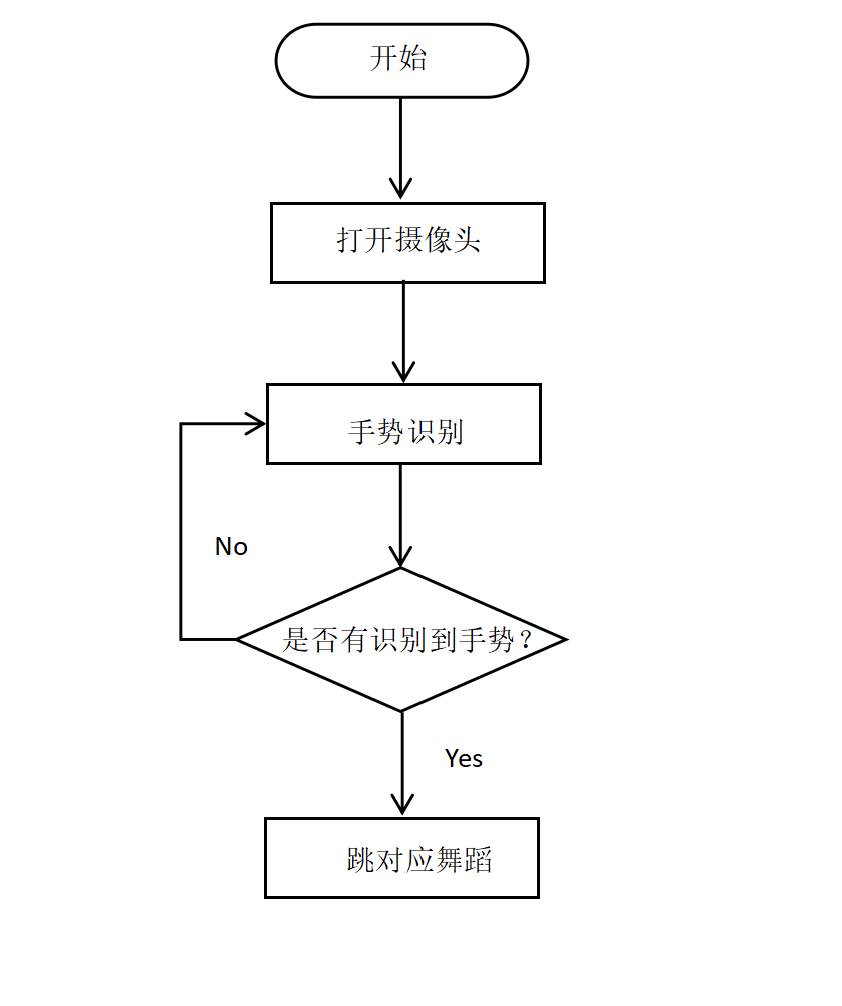 开始
打开摄像头
手势识别
No
是否有识别到手势？
Yes
跳对应舞蹈